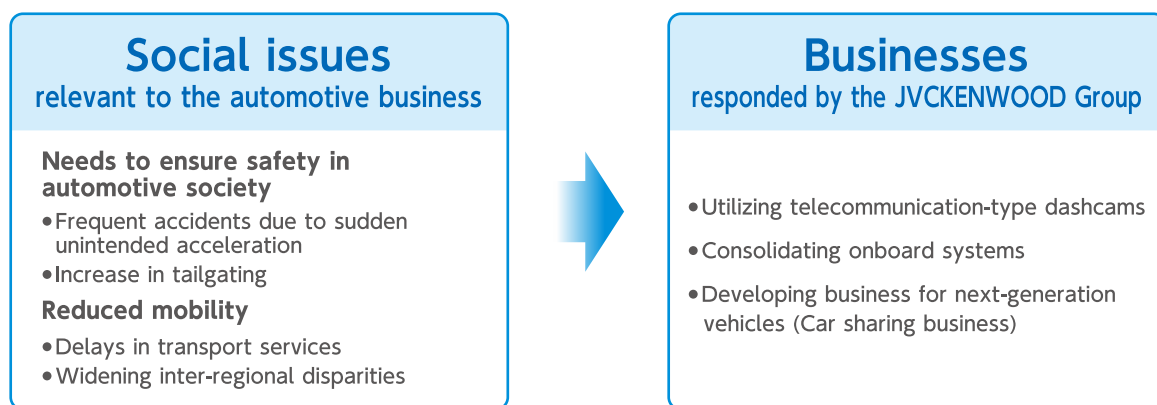 Social issues
relevant to the automotive business
Needs to ensure safety in
automotive society
•Frequent accidents due to sudden
unintended acceleration
•Increase in tailgating
Reduced mobility
•Delays in transport services
•Widening inter-regional disparities
Businesses
responded by the JVCKENWOOD Group
•Utilizing telecommunication-type dashcams
•Consolidating onboard systems
•Developing business for next-generation
vehicles (Car sharing business)